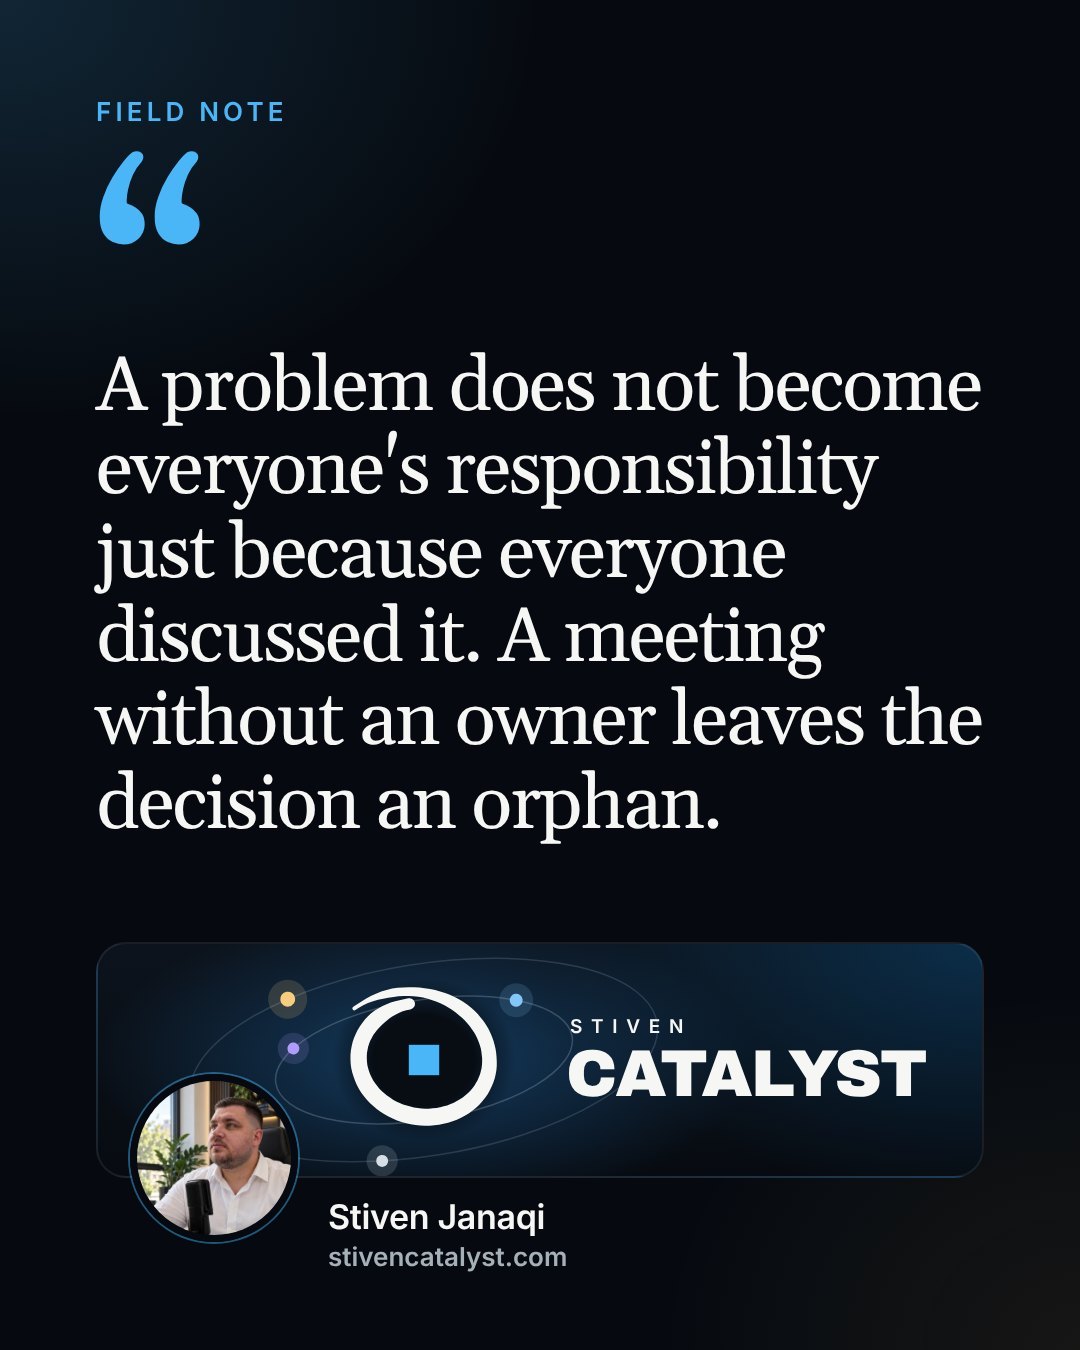 FIELD NOTE
“
A problem does not become
everyone's responsibility
just because everyone
discussed it. A meeting
without an owner leaves the
decision an orphan.
STIVEN
CATALYST
Stiven Janaqi
stivencatalyst.com